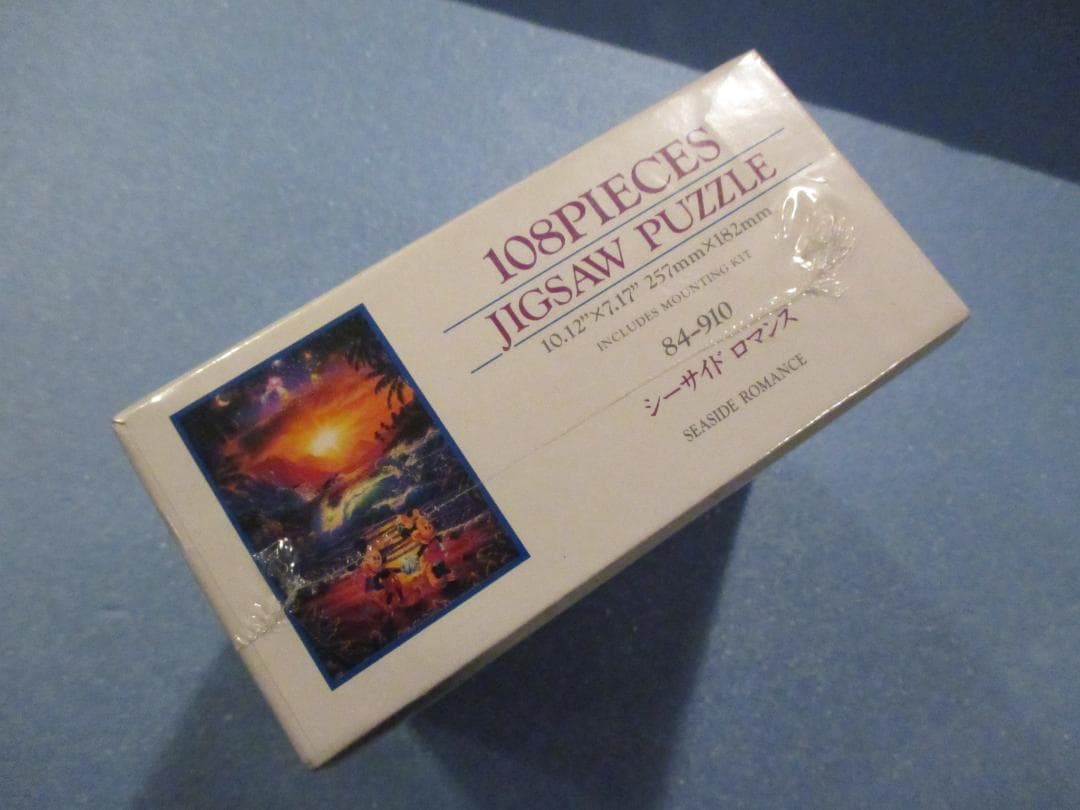 108PIECES
JIGSAW PUZZLE
10.12"×7.17" 257mm×182mm
INCLUDES MOUNTING KIT
84-910
シーサイド ロマンス
SEASIDE ROMANCE